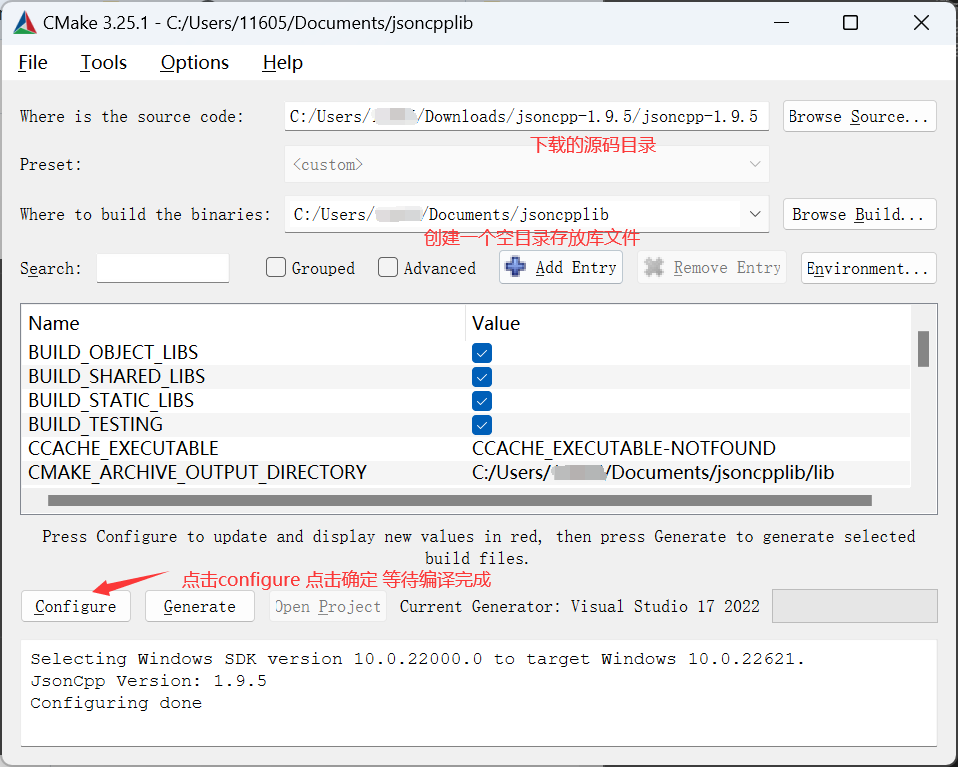 CMake 3.25.1 - C:/Users/11605/Documents/jsoncpplib
File Tools Options Help
Where is the source code: C:/Users/ /Downloads/jsoncpp-1.9.5/jsoncpp-1.9.5 Browse Source...
下载的源码目录
Preset: <custom>
Where to build the binaries: C:/Users/ /Documents/jsoncpplib Browse Build...
创建一个空目录存放库文件
Search: Grouped Advanced Add Entry Remove Entry Environment...
Name Value
BUILD_OBJECT_LIBS
BUILD_SHARED_LIBS
BUILD_STATIC_LIBS
BUILD_TESTING
CCACHE_EXECUTABLE CCACHE_EXECUTABLE-NOTFOUND
CMAKE_ARCHIVE_OUTPUT_DIRECTORY C:/Users/ /Documents/jsoncpplib/lib
Press Configure to update and display new values in red, then press Generate to generate selected
build files.
点击configure 点击确定 等待编译完成
Configure Generate Open Project Current Generator: Visual Studio 17 2022
Selecting Windows SDK version 10.0.22000.0 to target Windows 10.0.22621.
JsonCpp Version: 1.9.5
Configuring done